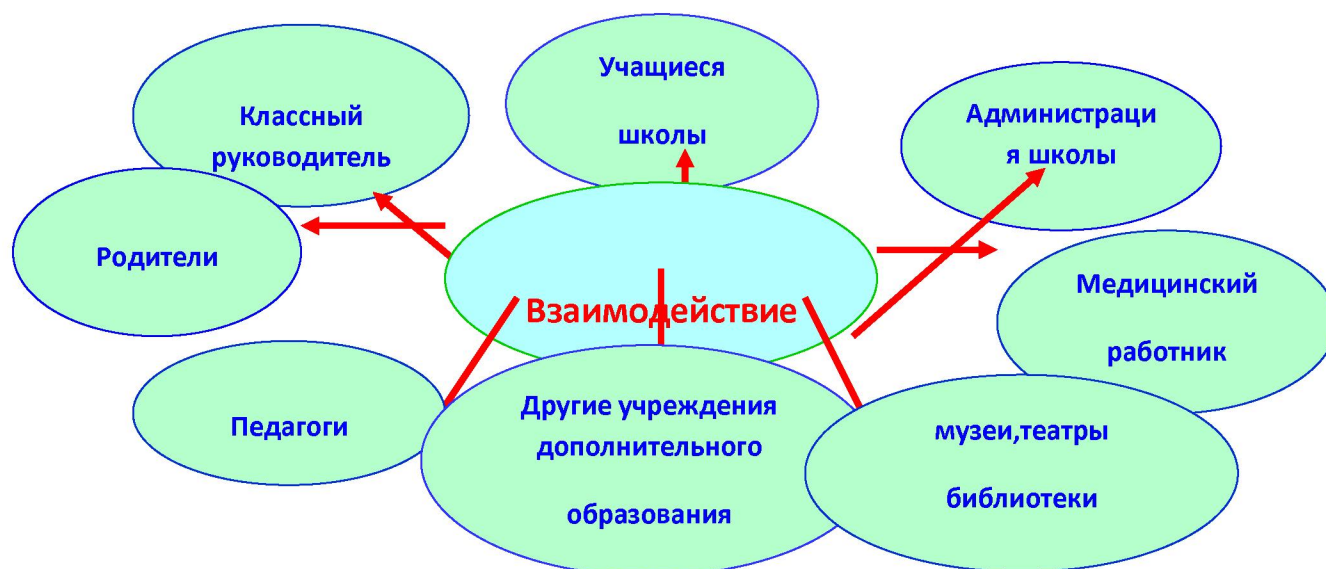 Учащиеся
школы
Классный
руководитель
Администраци
я школы
Родители
Медицинский
работник
Взаимодействие
Педагоги
Другие учреждения
дополнительного
образования
музеи,театры
библиотеки